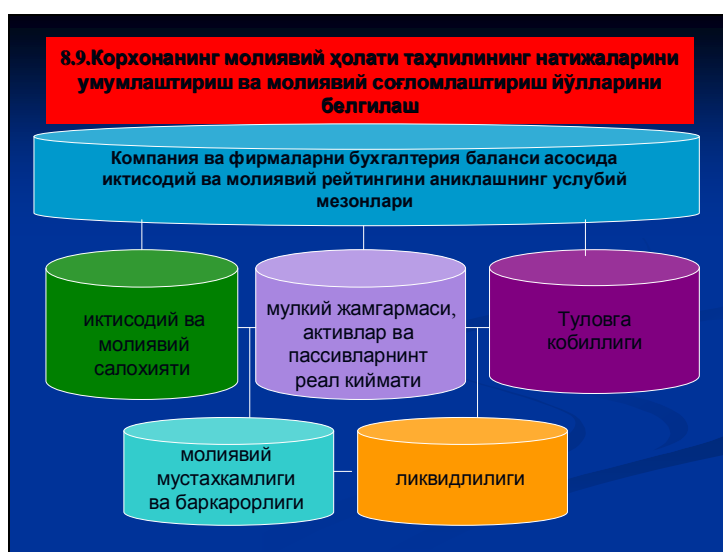 8.9.Корхонанинг молиявий ҳолати таҳлилининг натижаларини
умумлаштириш ва молиявий соғломлаштириш йўлларини
белгилаш
Компания ва фирмаларни бухгалтерия баланси асосида
иктисодий ва молиявий рейтингини аниклашнинг услубий
мезонлари
иктисодий ва
молиявий
салохияти
мулкий жамгармаси,
активлар ва
пассивларнинт
реал киймати
Туловга
кобиллиги
молиявий
мустахкамлиги
ва баркарорлиги
ликвидлилиги